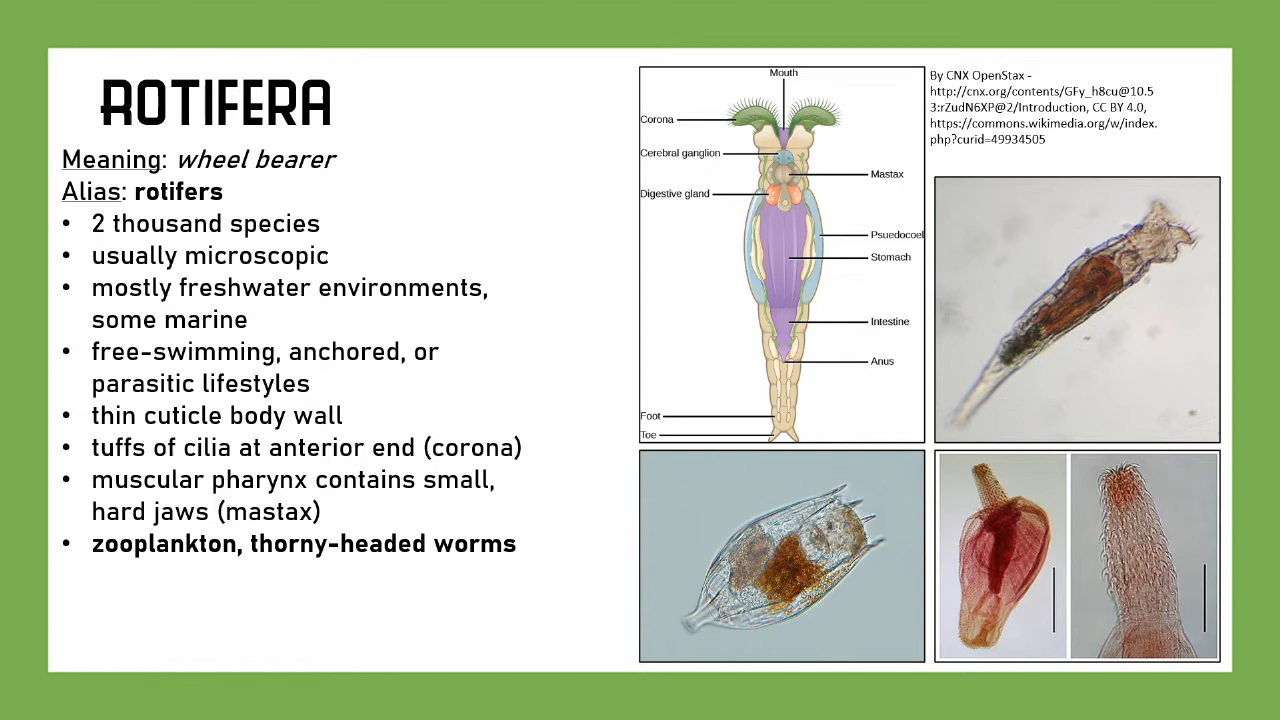 ROTIFERA
Meaning: wheel bearer
Alias: rotifers
• 2 thousand species
• usually microscopic
• mostly freshwater environments,
some marine
• free-swimming, anchored, or
parasitic lifestyles
• thin cuticle body wall
• tuffs of cilia at anterior end (corona)
• muscular pharynx contains small,
hard jaws (mastax)
• zooplankton, thorny-headed worms
Mouth
Corona
Cerebral ganglion
Mastax
Digestive gland
Psuedocoel
Stomach
Intestine
Anus
Foot
Toe
By CNX OpenStax -
http://cnx.org/contents/GFy_h8cu@10.5
3:rZudN6XP@2/Introduction, CC BY 4.0,
https://commons.wikimedia.org/w/index.
php?curid=49934505